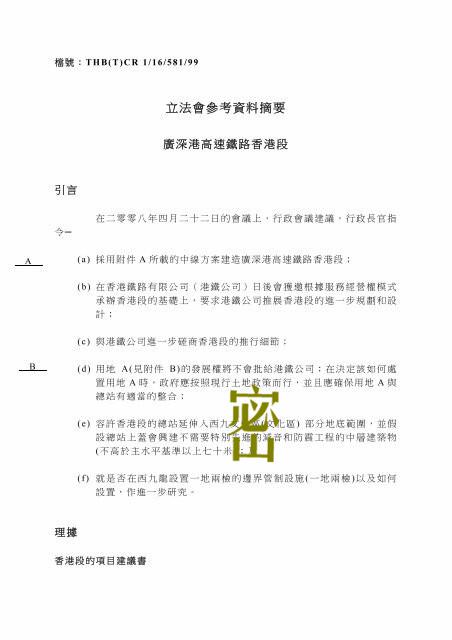 檔號：THB(T)CR 1/16/581/99
立法會參考資料摘要
廣深港高速鐵路香港段
引言
在二零零八年四月二十二日的會議上，行政會議建議，行政長官指
令─
A
(a) 採用附件 A 所載的中線方案建造廣深港高速鐵路香港段；
(b) 在香港鐵路有限公司（港鐵公司）日後會獲邀根據服務經營權模式
承辦香港段的基礎上，要求港鐵公司推展香港段的進一步規劃和設
計；
(c) 與港鐵公司進一步磋商香港段的推行細節；
B
(d) 用地 A(見附件 B)的發展權將不會批給港鐵公司；在決定該如何處
置用地 A 時，政府應按照現行土地政策而行，並且應確保用地 A 與
總站有適當的整合；
(e) 容許香港段的總站延伸入西九文 區(文化區) 部分地底範圍，並假
設總站上蓋會興建不需要特別 進的減音和防震工程的中層建築物
(不高於主水平基準以上七十米
密
(f) 就是否在西九龍設置一地兩檢的邊界管制設施(一地兩檢)以及如何
設置，作進一步研究。
理據
香港段的項目建議書